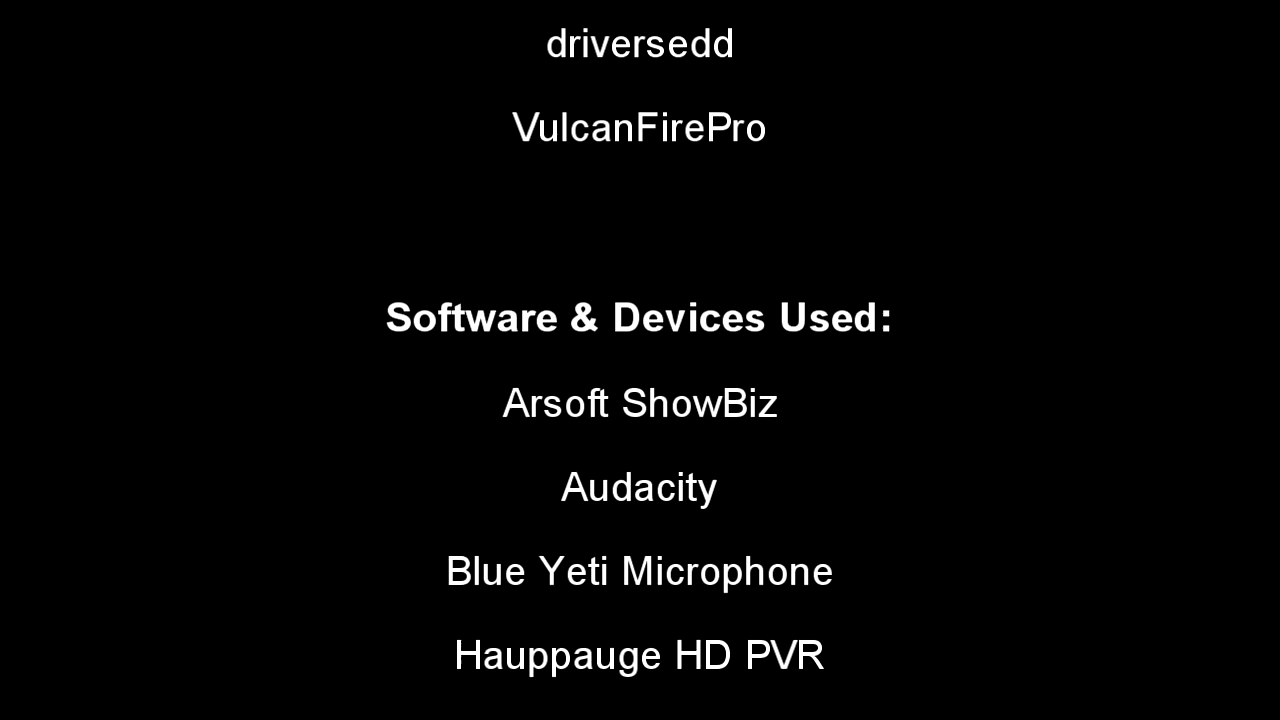 driversedd
VulcanFirePro
Software & Devices Used:
Arsoft ShowBiz
Audacity
Blue Yeti Microphone
Hauppauge HD PVR